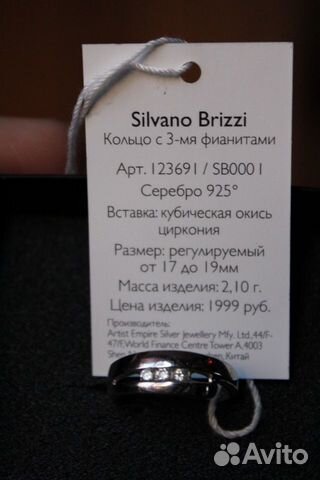 Silvano Brizzi
Кольцо с 3-мя фианитами
Арт. 123691 / SB0001
Серебро 925°
Вставка: кубическая окись
циркония
Размер: регулируемый
от 17 до 19мм
Масса изделия: 2,10 г.
Цена изделия: 1999 руб.
Производитель:
Artist Empire Silver Jewellery Mfy. Ltd.,44/F-
47/F,World Finance Centre Tower A,4003
Китай
Avito